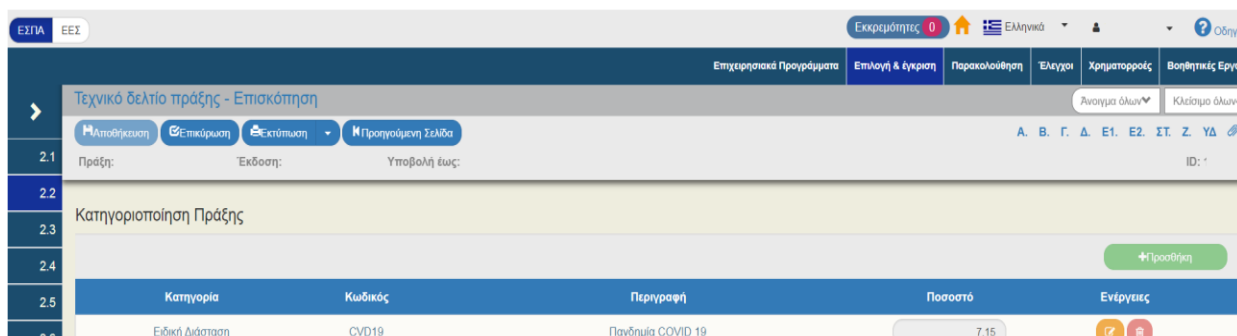 ΕΣΠΑ ΕΕΣ Εκκρεμότητες 0 Ελληνικά
Επιχειρησιακά Προγράμματα Επιλογή & έγκριση Παρακολούθηση Έλεγχοι Χρηματορροές
Τεχνικό δελτίο πράξης - Επισκόπηση Άνοιγμα όλων Κλείσιμο όλων
Αποθήκευση Επικύρωση Εκτύπωση Προηγούμενη Σελίδα Α. Β. Γ. Δ. Ε1. Ε2. ΣΤ. Ζ. ΥΔ
Πράξη: Έκδοση: Υποβολή έως: ID:
2.1
2.2
Κατηγοριοποίηση Πράξης
2.3
Προσθήκη
2.4
Κατηγορία Κωδικός Περιγραφή Ποσοστό Ενέργειες
2.5
Ειδική Διάσταση CVD19 Πανδημία COVID 19 7,15